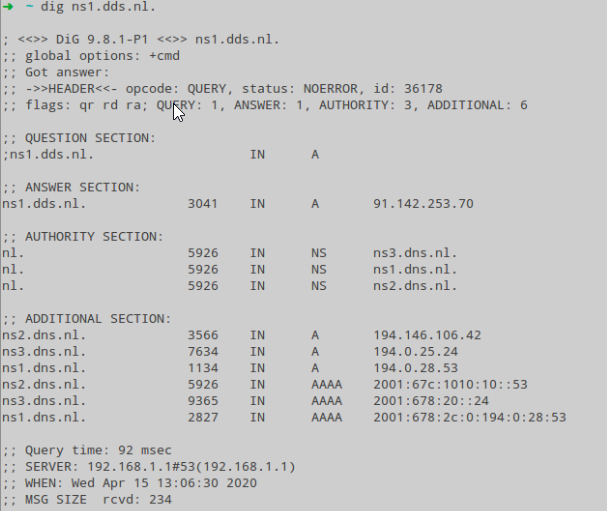 ➜ ~ dig ns1.dds.nl.
; <<>> DiG 9.8.1-P1 <<>> ns1.dds.nl.
;; global options: +cmd
;; Got answer:
;; ->>HEADER<<- opcode: QUERY, status: NOERROR, id: 36178
;; flags: qr rd ra; QUERY: 1, ANSWER: 1, AUTHORITY: 3, ADDITIONAL: 6
;; QUESTION SECTION:
;ns1.dds.nl. IN A
;; ANSWER SECTION:
ns1.dds.nl. 3041 IN A 91.142.253.70
;; AUTHORITY SECTION:
nl. 5926 IN NS ns3.dns.nl.
nl. 5926 IN NS ns1.dns.nl.
nl. 5926 IN NS ns2.dns.nl.
;; ADDITIONAL SECTION:
ns2.dns.nl. 3566 IN A 194.146.106.42
ns3.dns.nl. 7634 IN A 194.0.25.24
ns1.dns.nl. 1134 IN A 194.0.28.53
ns2.dns.nl. 5926 IN AAAA 2001:67c:1010:10::53
ns3.dns.nl. 9365 IN AAAA 2001:678:20::24
ns1.dns.nl. 2827 IN AAAA 2001:678:2c:0:194:0:28:53
;; Query time: 92 msec
;; SERVER: 192.168.1.1#53(192.168.1.1)
;; WHEN: Wed Apr 15 13:06:30 2020
;; MSG SIZE rcvd: 234